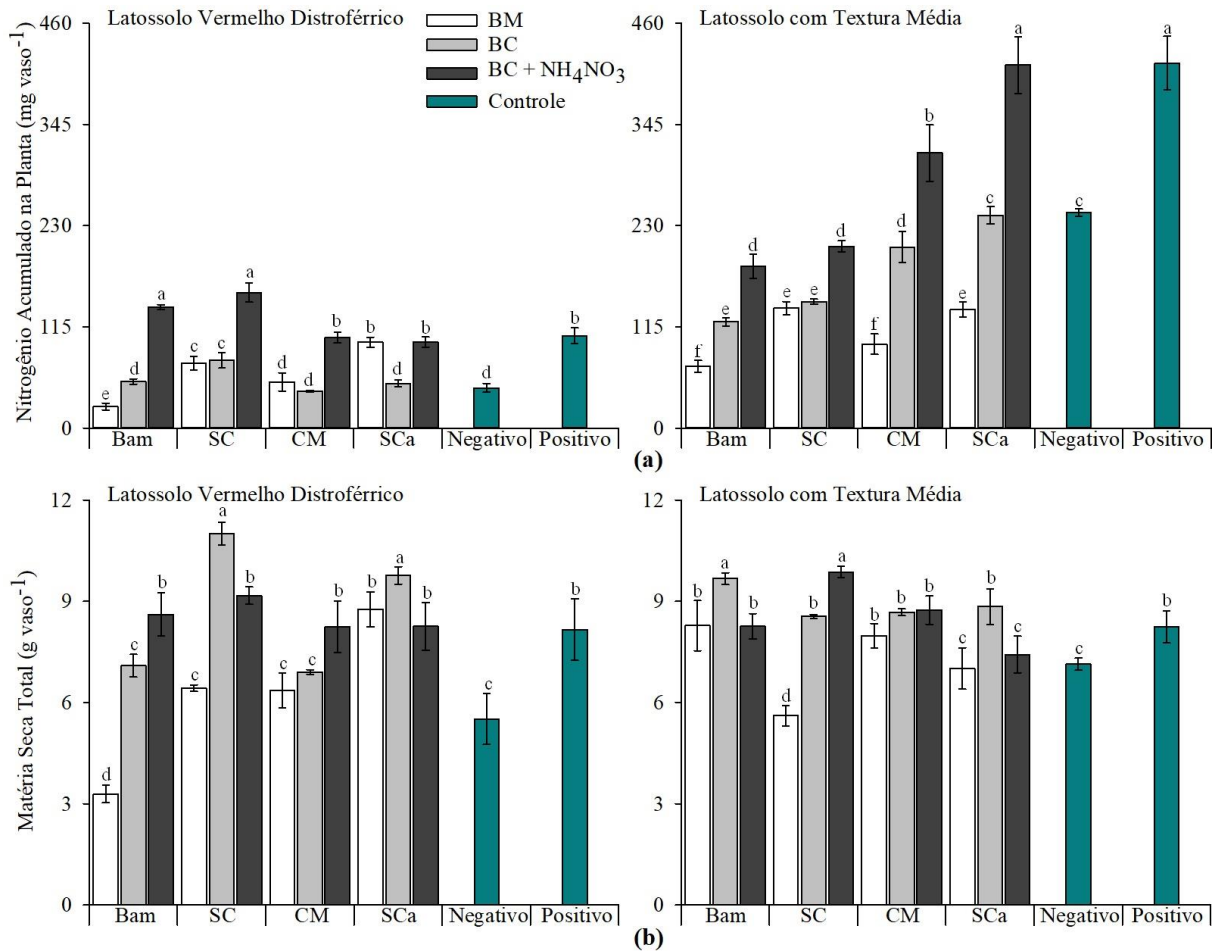 Nitrogênio Acumulado na Planta (mg vaso-1)
460
345
230
115
0
Latossolo Vermelho Distroférrico
BM
BC
BC + NH4NO3
Controle
e d a c c a d d b b d b d b
Bam SC CM SCa Negativo Positivo
460
345
230
115
0
Latossolo com Textura Média
f e d e e d f d b e c a c a
Bam SC CM SCa Negativo Positivo
(a)
Matéria Seca Total (g vaso-1)
12
9
6
3
0
Latossolo Vermelho Distroférrico
d c b c a b c c b b a b c b
Bam SC CM SCa Negativo Positivo
12
9
6
3
0
Latossolo com Textura Média
b a b d b a b b b c b c c b
Bam SC CM SCa Negativo Positivo
(b)